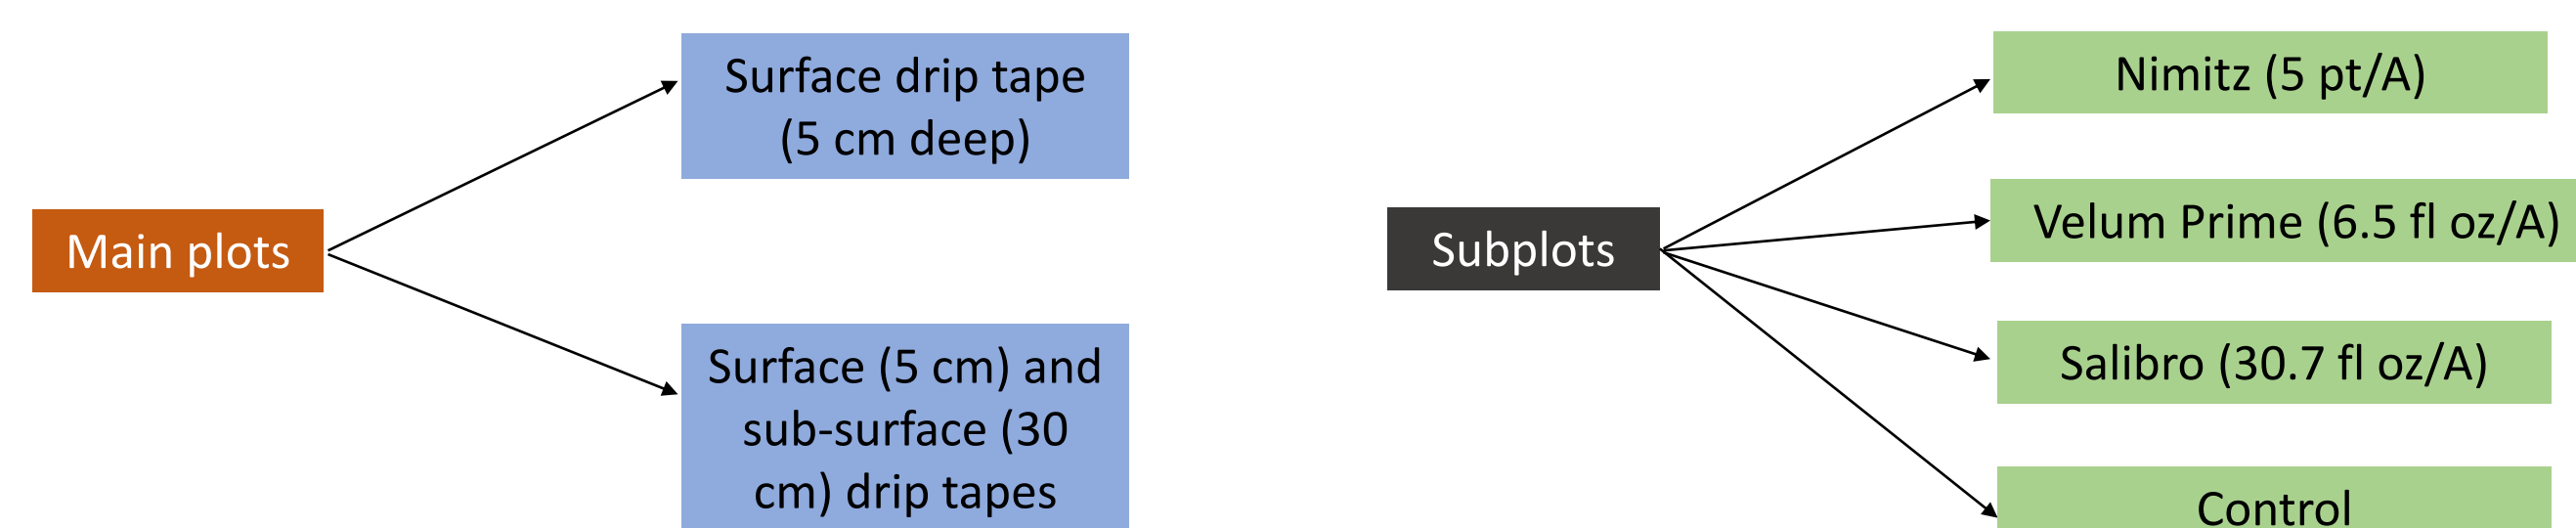 Main plots
Surface drip tape
(5 cm deep)
Surface (5 cm) and
sub-surface (30
cm) drip tapes
Subplots
Nimitz (5 pt/A)
Velum Prime (6.5 fl oz/A)
Salibro (30.7 fl oz/A)
Control